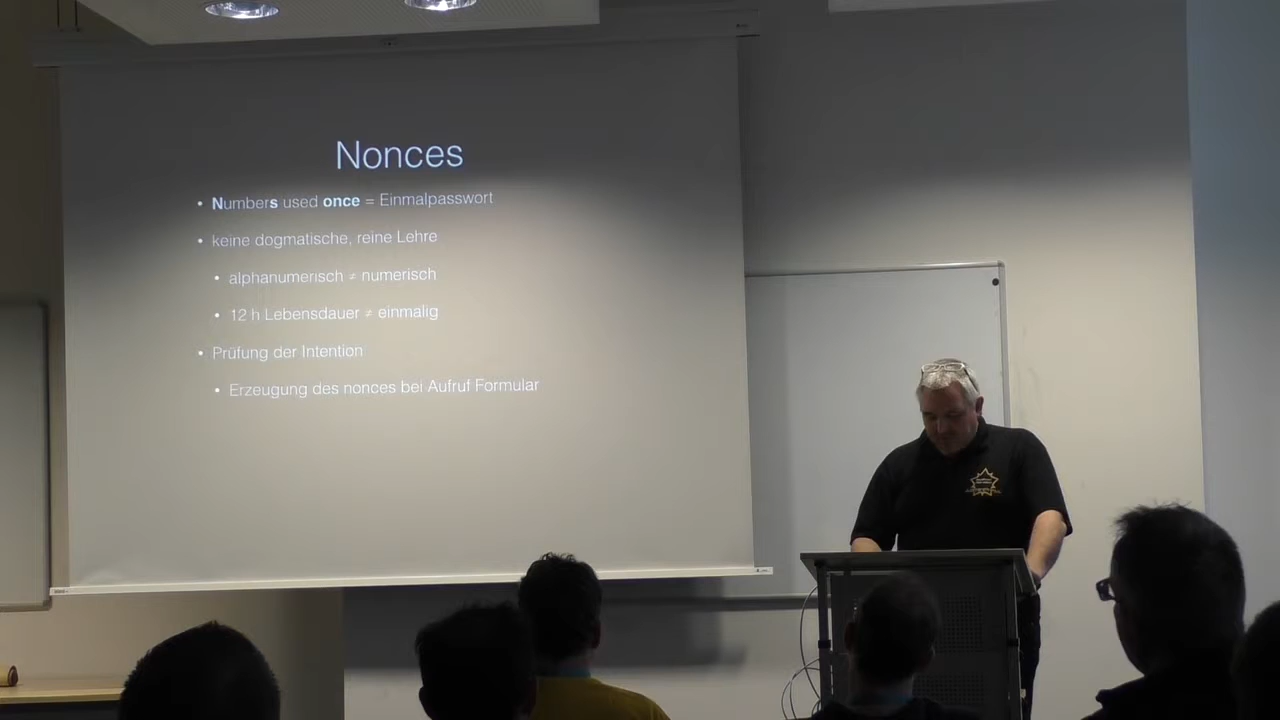 Nonces
• Numbers used once = Einmalpasswort
• keine dogmatische, reine Lehre
• alphanumerisch ≠ numerisch
• 12 h Lebensdauer ≠ einmalig
• Prüfung der Intention
• Erzeugung des nonces bei Aufruf Formular